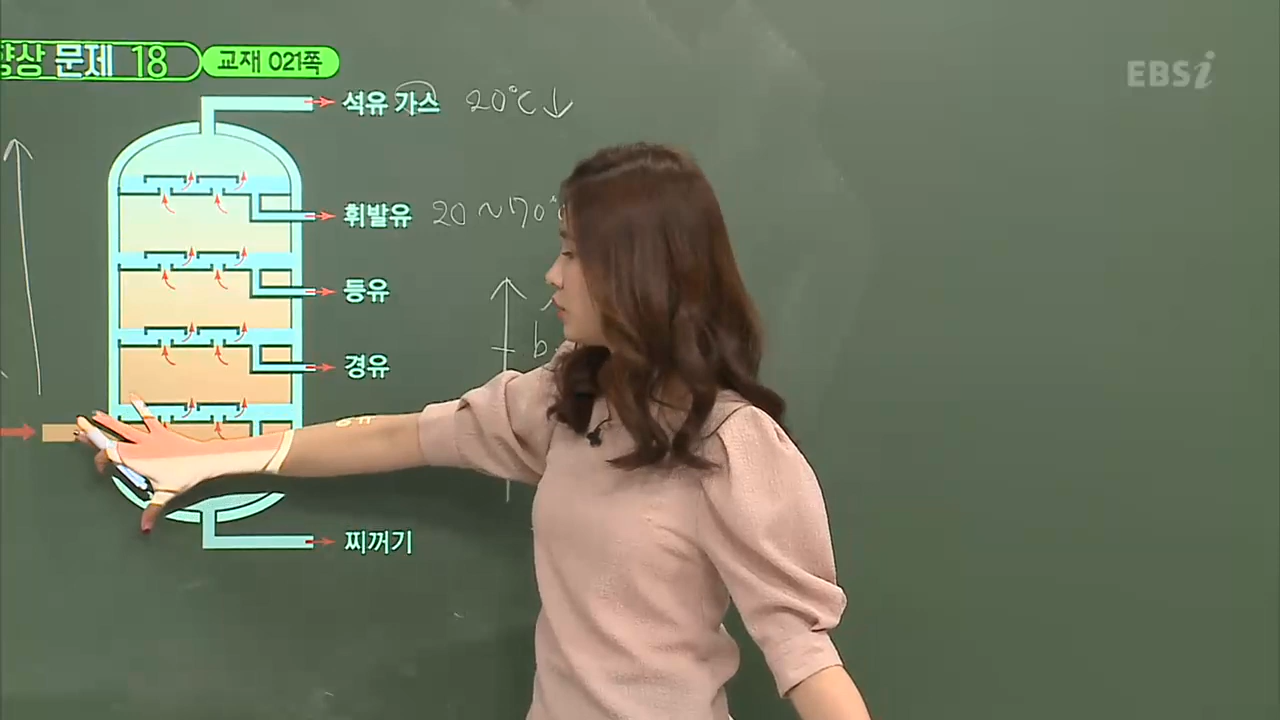 향상 문제 18
교재 021쪽
EBSi
석유 가스 20℃ ↓
휘발유 20 ~ 70°
등유
b
경유
찌꺼기